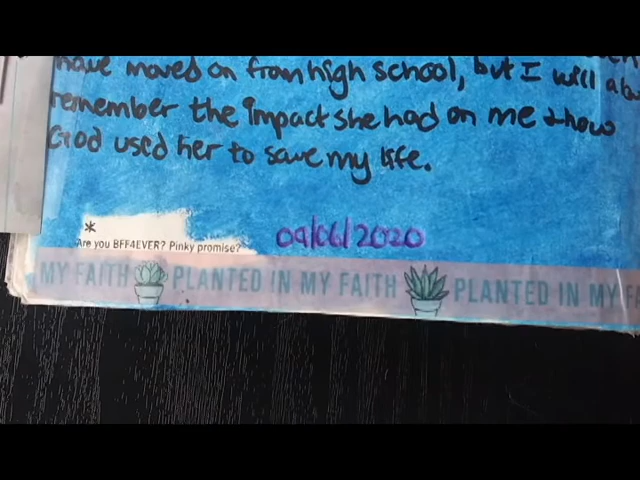 have moved on from high school, but I will
remember the impact she had on me & how
God used her to save my life.
*
Are you BFF4EVER? Pinky promise?
09/06/2020
MY FAITH PLANTED IN MY FAITH PLANTED IN MY